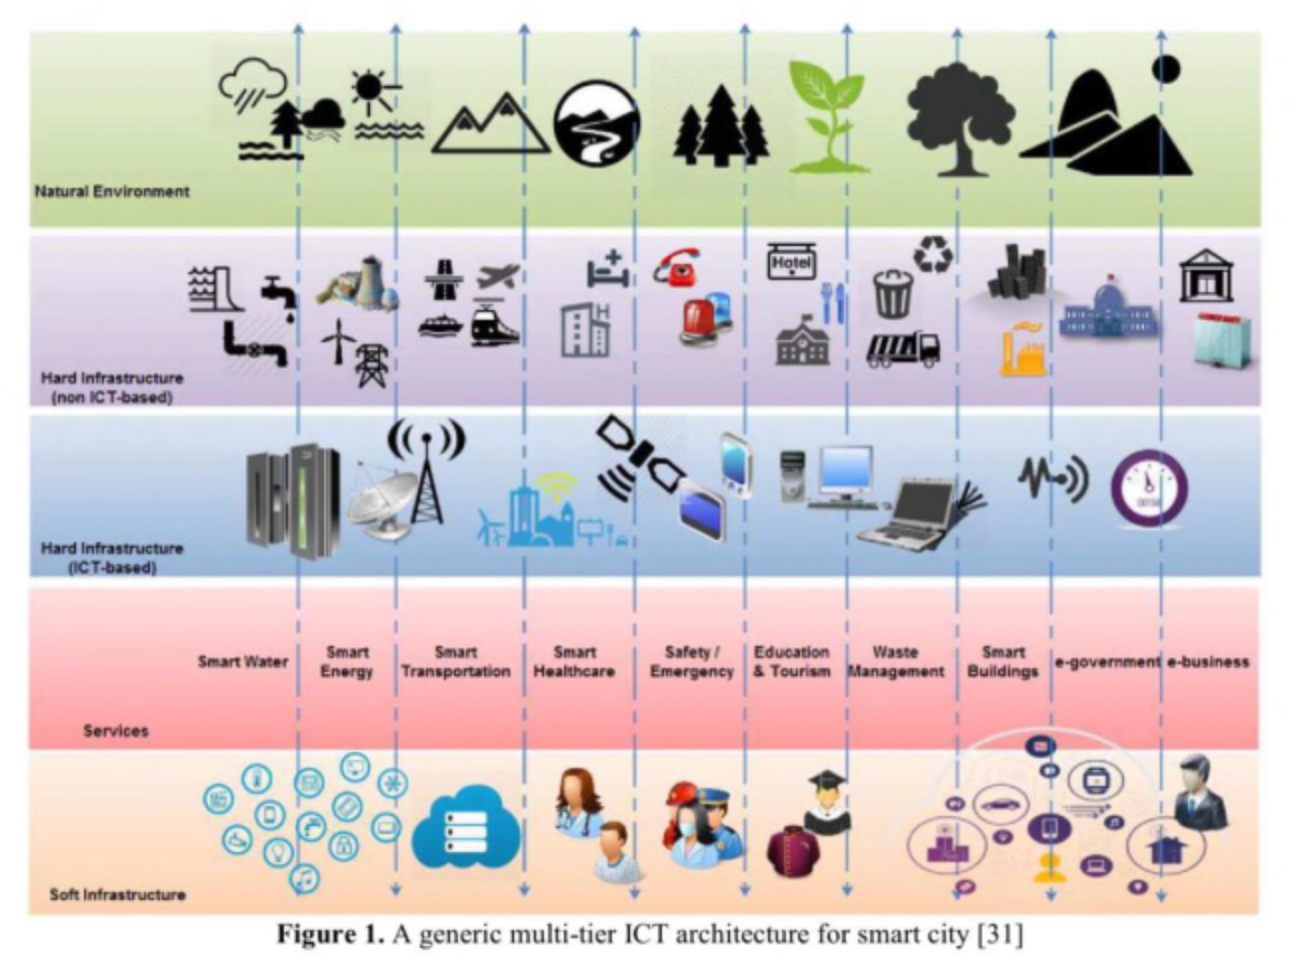 Natural Environment
Hotel
H
Hard Infrastructure
(non ICT-based)
Hard Infrastructure
(ICT-based)
Smart Water
Smart
Energy
Smart
Transportation
Smart
Healthcare
Safety /
Emergency
Education
& Tourism
Waste
Management
Smart
Buildings
e-government
e-business
Services
Soft Infrastructure
Figure 1. A generic multi-tier ICT architecture for smart city [31]